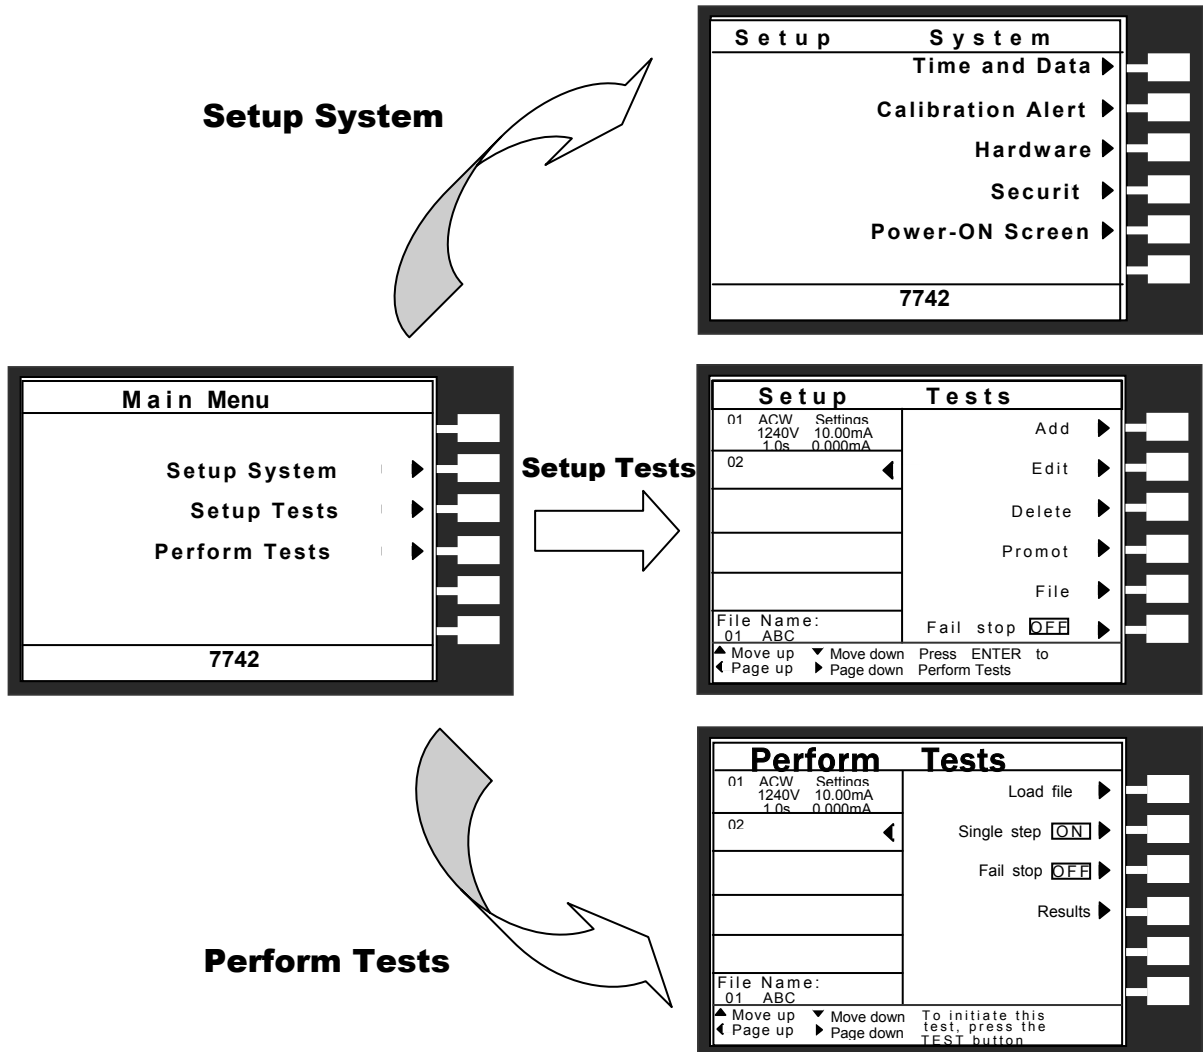 Setup System
Setup System
Time and Data
Calibration Alert
Hardware
Securit
Power-ON Screen
7742
Main Menu
Setup System
Setup Tests
Perform Tests
7742
Setup Tests
Setup Tests
01 ACW Settings
1240V 10.00mA
1.0s 0.000mA
02
File Name:
01 ABC
Add
Edit
Delete
Promot
File
Fail stop OFF
Move up Move down Press ENTER to
Page up Page down Perform Tests
Perform Tests
Perform Tests
01 ACW Settings
1240V 10.00mA
1.0s 0.000mA
02
File Name:
01 ABC
Load file
Single step ON
Fail stop OFF
Results
Move up Move down To initiate this
Page up Page down test, press the
TEST button